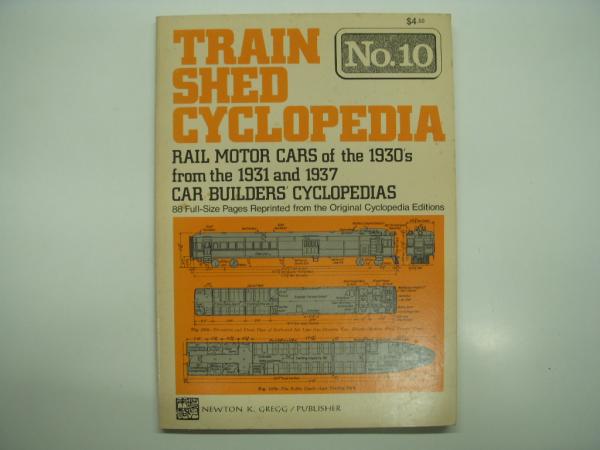 $4.50
TRAIN
SHED
CYCLOPEDIA
No.10
RAIL MOTOR CARS of the 1930's
from the 1931 and 1937
CAR BUILDERS' CYCLOPEDIAS
88 Full-Size Pages Reprinted from the Original Cyclopedia Editions
NEWTON K. GREGG / PUBLISHER